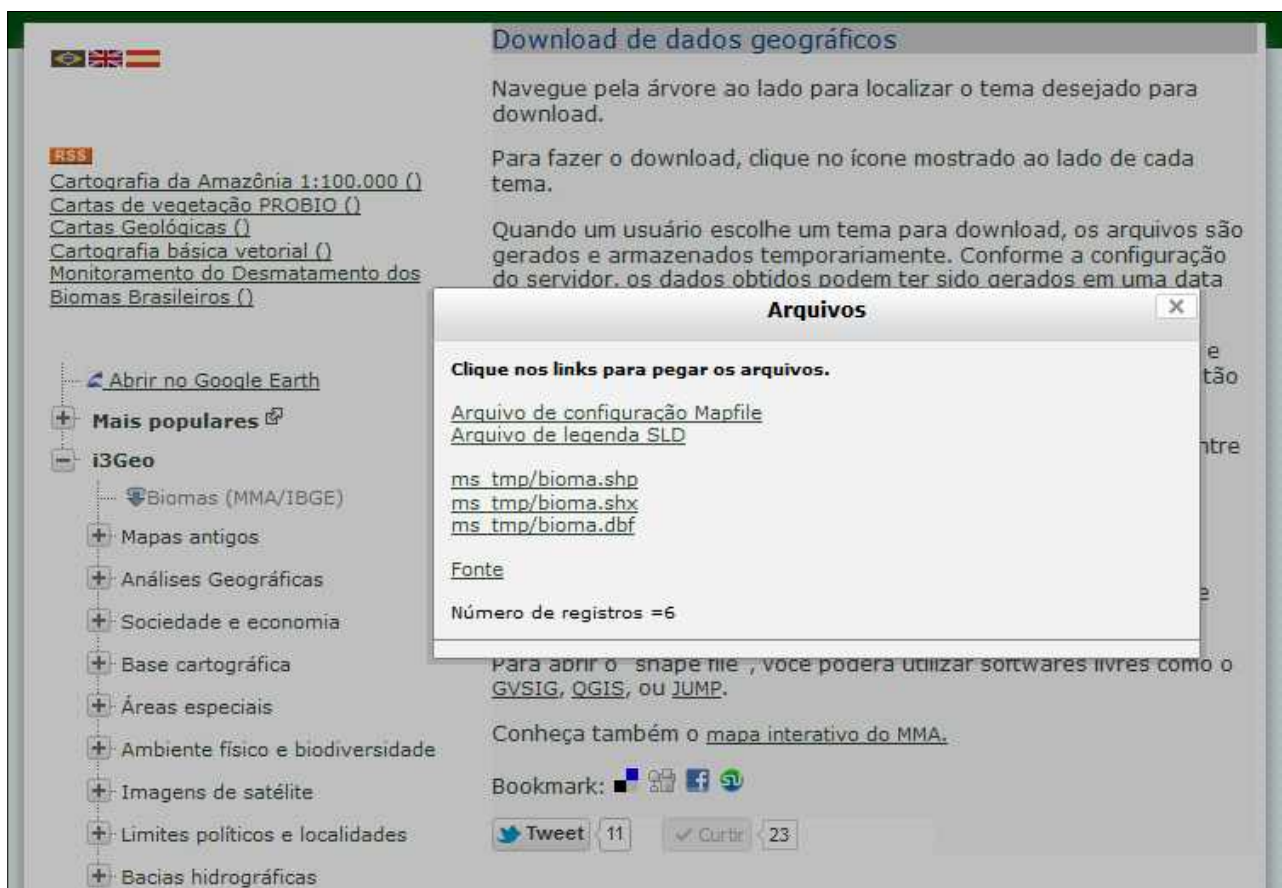 RSS
Cartografia da Amazônia 1:100.000 ()
Cartas de vegetação PROBIO ()
Cartas Geológicas ()
Cartografia básica vetorial ()
Monitoramento do Desmatamento dos
Biomas Brasileiros ()
Abrir no Google Earth
Mais populares
i3Geo
Biomas (MMA/IBGE)
Mapas antigos
Análises Geográficas
Sociedade e economia
Base cartográfica
Áreas especiais
Ambiente físico e biodiversidade
Imagens de satélite
Limites políticos e localidades
Bacias hidrográficas
Download de dados geográficos
Navegue pela árvore ao lado para localizar o tema desejado para
download.
Para fazer o download, clique no ícone mostrado ao lado de cada
tema.
Quando um usuário escolhe um tema para download, os arquivos são
gerados e armazenados temporariamente. Conforme a configuração
do servidor, os dados obtidos podem ter sido gerados em uma data
Arquivos
Clique nos links para pegar os arquivos.
Arquivo de configuração Mapfile
Arquivo de legenda SLD
ms_tmp/bioma.shp
ms_tmp/bioma.shx
ms_tmp/bioma.dbf
Fonte
Número de registros =6
Para abrir o "shape file", você poderá utilizar softwares livres como o
GVSIG, QGIS, ou JUMP.
Conheça também o mapa interativo do MMA.
Bookmark:
Tweet 11 Curtir 23